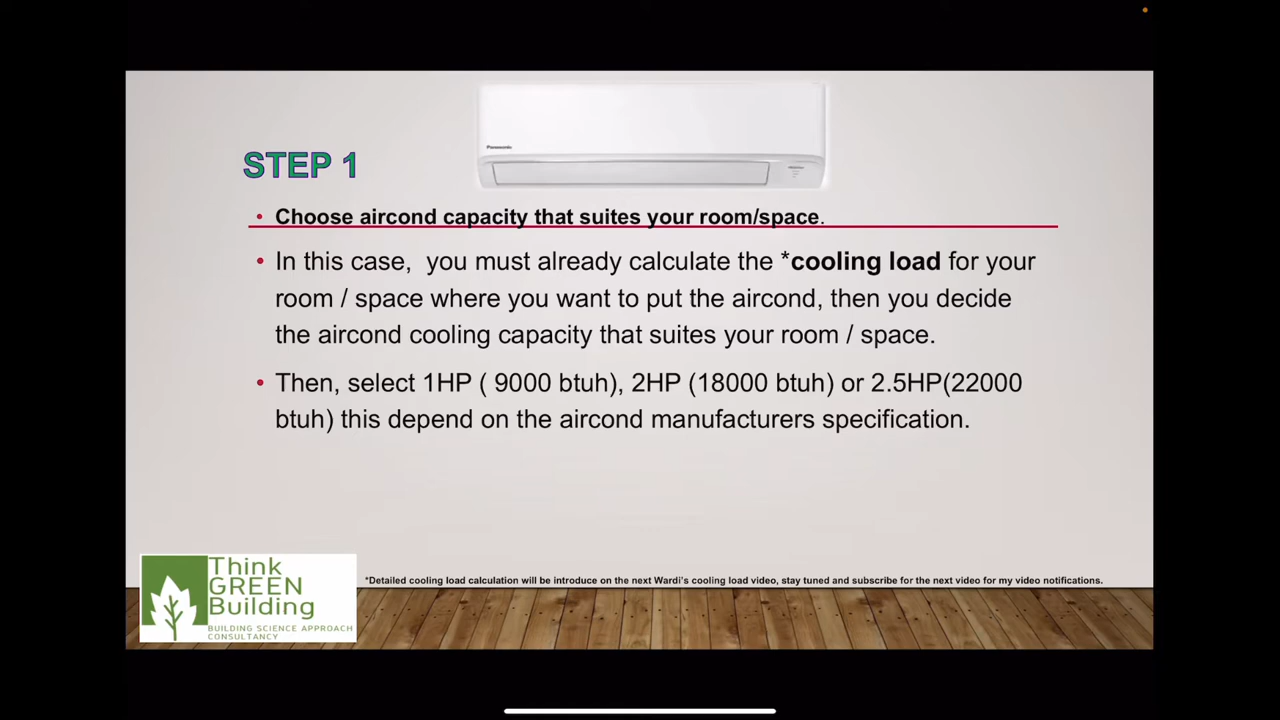 Panasonic
STEP 1
• Choose aircond capacity that suites your room/space.
• In this case, you must already calculate the *cooling load for your
room / space where you want to put the aircond, then you decide
the aircond cooling capacity that suites your room / space.
• Then, select 1HP ( 9000 btuh), 2HP (18000 btuh) or 2.5HP(22000
btuh) this depend on the aircond manufacturers specification.
*Detailed cooling load calculation will be introduce on the next Wardi's cooling load video, stay tuned and subscribe for the next video for my video notifications.
Think
GREEN
Building
BUILDING SCIENCE APPROACH
CONSULTANCY